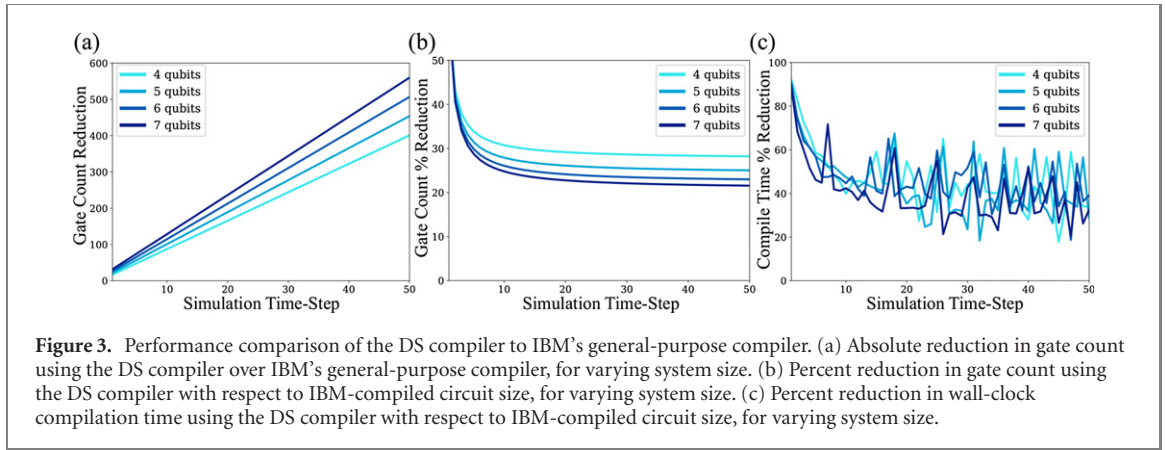 (a)
(b)
(c)
600
500
400
300
200
100
0
10
20
30
40
50
Gate Count Reduction
Simulation Time-Step
4 qubits
5 qubits
6 qubits
7 qubits
50
40
30
20
10
0
10
20
30
40
50
Gate Count % Reduction
Simulation Time-Step
4 qubits
5 qubits
6 qubits
7 qubits
100
80
60
40
20
0
10
20
30
40
50
Compile Time % Reduction
Simulation Time-Step
4 qubits
5 qubits
6 qubits
7 qubits
Figure 3. Performance comparison of the DS compiler to IBM's general-purpose compiler. (a) Absolute reduction in gate count
using the DS compiler over IBM's general-purpose compiler, for varying system size. (b) Percent reduction in gate count using
the DS compiler with respect to IBM-compiled circuit size, for varying system size. (c) Percent reduction in wall-clock
compilation time using the DS compiler with respect to IBM-compiled circuit size, for varying system size.